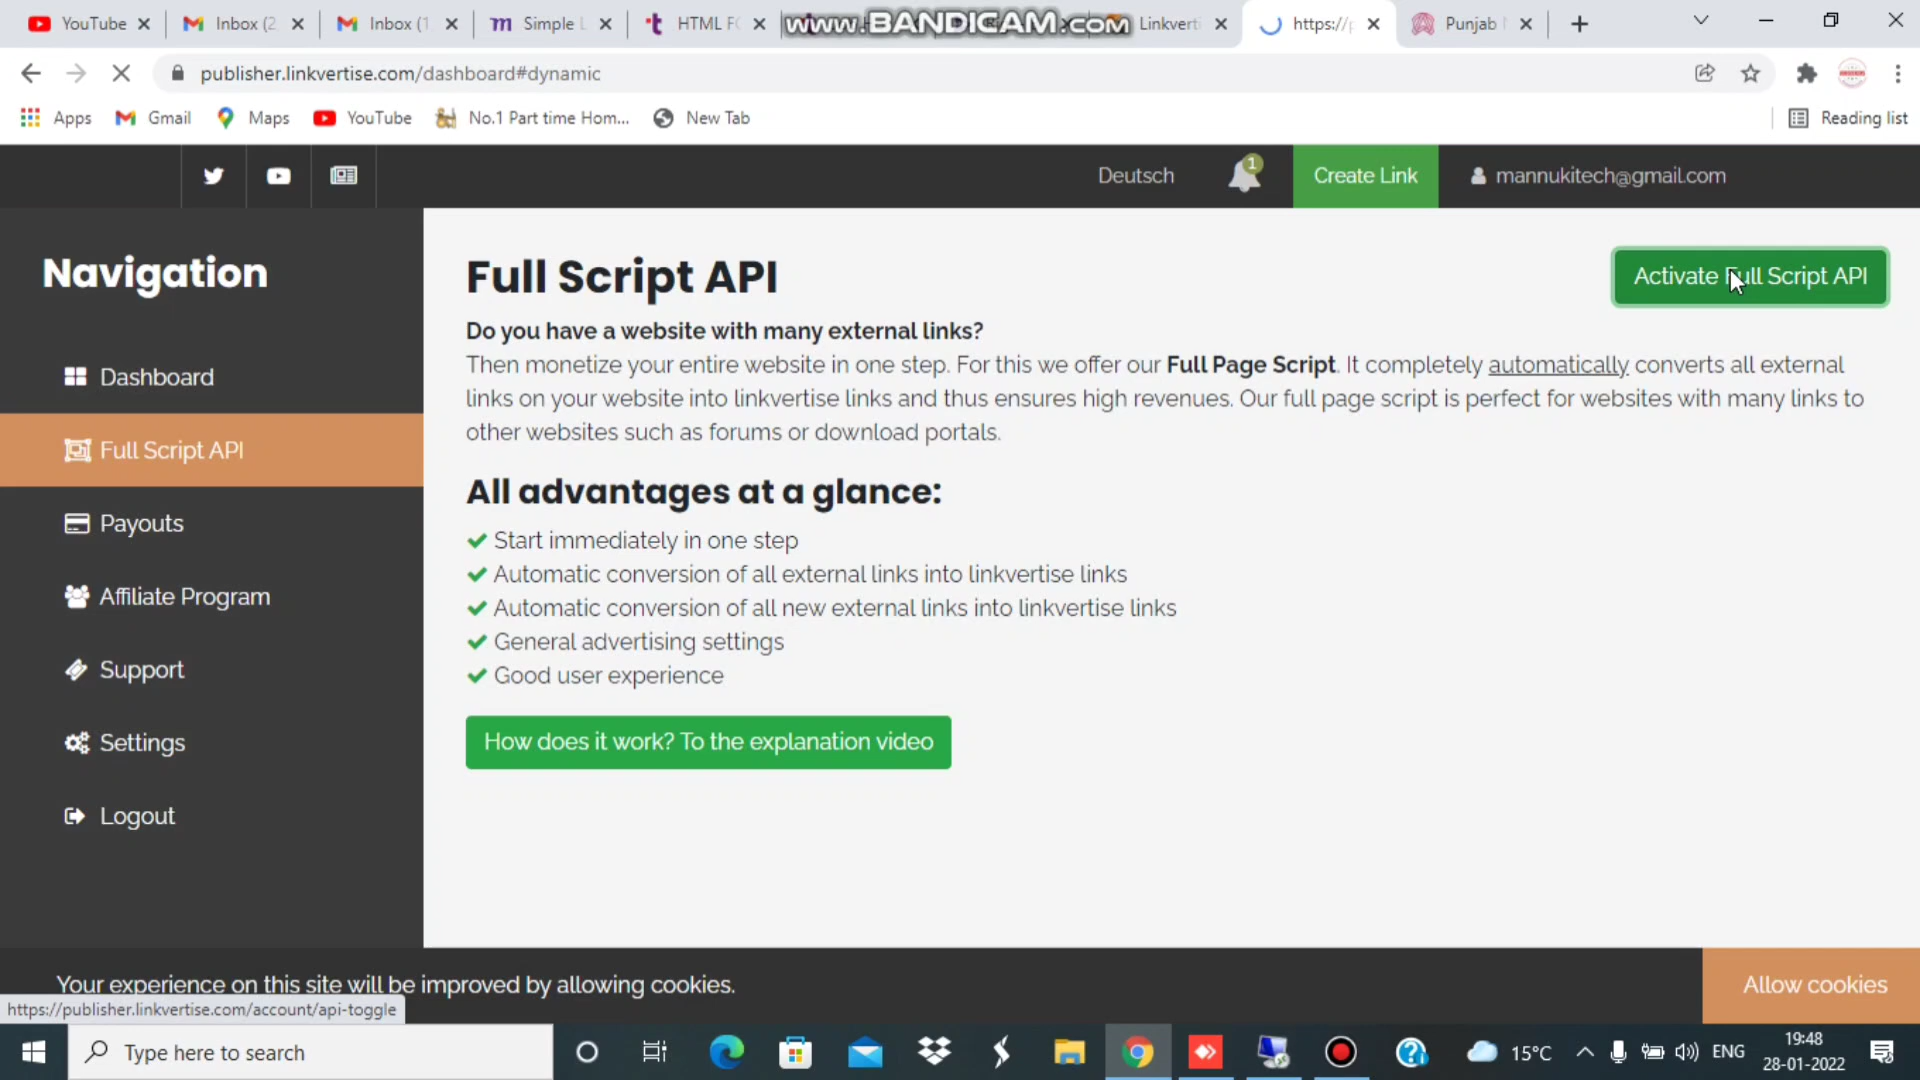 YouTube
Inbox (2
Inbox (1
Simple L
HTML F
www.BANDICAM.com
Linkverti
https://p
Punjab
publisher.linkvertise.com/dashboard#dynamic
Apps
Gmail
Maps
YouTube
No.1 Part time Hom...
New Tab
Reading list
Deutsch
1
Create Link
mannukitech@gmail.com
Navigation
Dashboard
Full Script API
Payouts
Affiliate Program
Support
Settings
Logout
Full Script API
Activate Full Script API
Do you have a website with many external links?
Then monetize your entire website in one step. For this we offer our Full Page Script. It completely automatically converts all external
links on your website into linkvertise links and thus ensures high revenues. Our full page script is perfect for websites with many links to
other websites such as forums or download portals.
All advantages at a glance:
Start immediately in one step
Automatic conversion of all external links into linkvertise links
Automatic conversion of all new external links into linkvertise links
General advertising settings
Good user experience
How does it work? To the explanation video
Your experience on this site will be improved by allowing cookies.
Allow cookies
https://publisher.linkvertise.com/account/api-toggle
Type here to search
15°C
ENG
19:48
28-01-2022